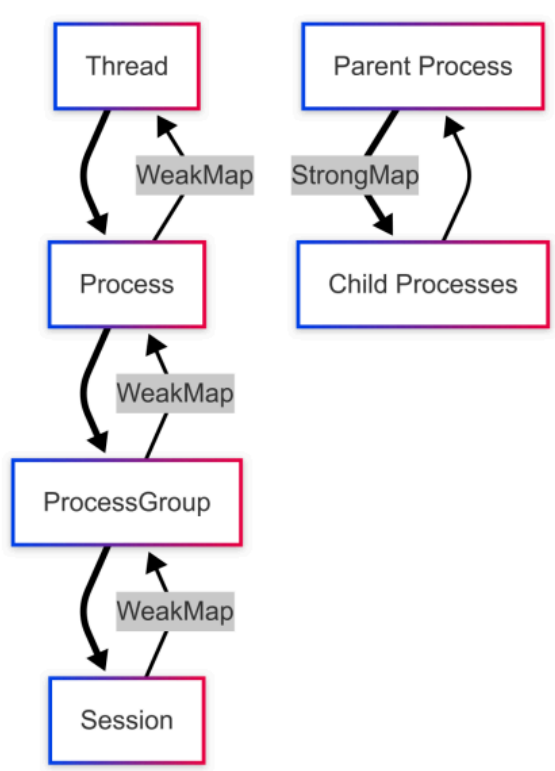 Thread
Parent Process
WeakMap
StrongMap
Process
Child Processes
WeakMap
ProcessGroup
WeakMap
Session